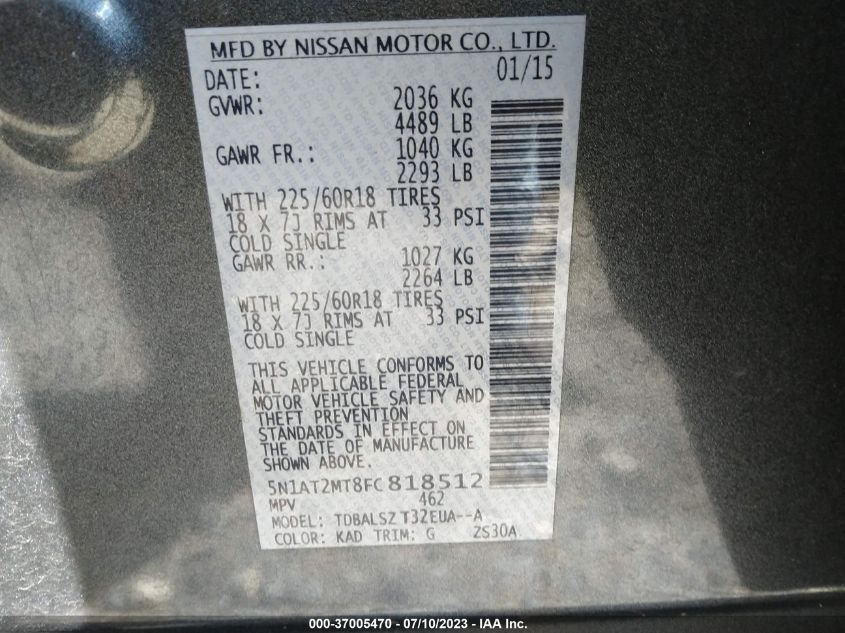 MFD BY NISSAN MOTOR CO., LTD.
DATE: 01/15
GVWR: 2036 KG
4489 LB
GAWR FR.: 1040 KG
2293 LB
WITH 225/60R18 TIRES
18 X 7J RIMS AT 33 PSI
COLD SINGLE
GAWR RR.: 1027 KG
2264 LB
WITH 225/60R18 TIRES
18 X 7J RIMS AT 33 PSI
COLD SINGLE
THIS VEHICLE CONFORMS TO
ALL APPLICABLE FEDERAL
MOTOR VEHICLE SAFETY AND
THEFT PREVENTION
STANDARDS IN EFFECT ON
THE DATE OF MANUFACTURE
SHOWN ABOVE.
5N1AT2MT8FC818512
MPV 462
MODEL: TDBALSZ T32EUA--A
COLOR: KAD TRIM: G ZS30A
000-37005470 - 07/10/2023 - IAA Inc.